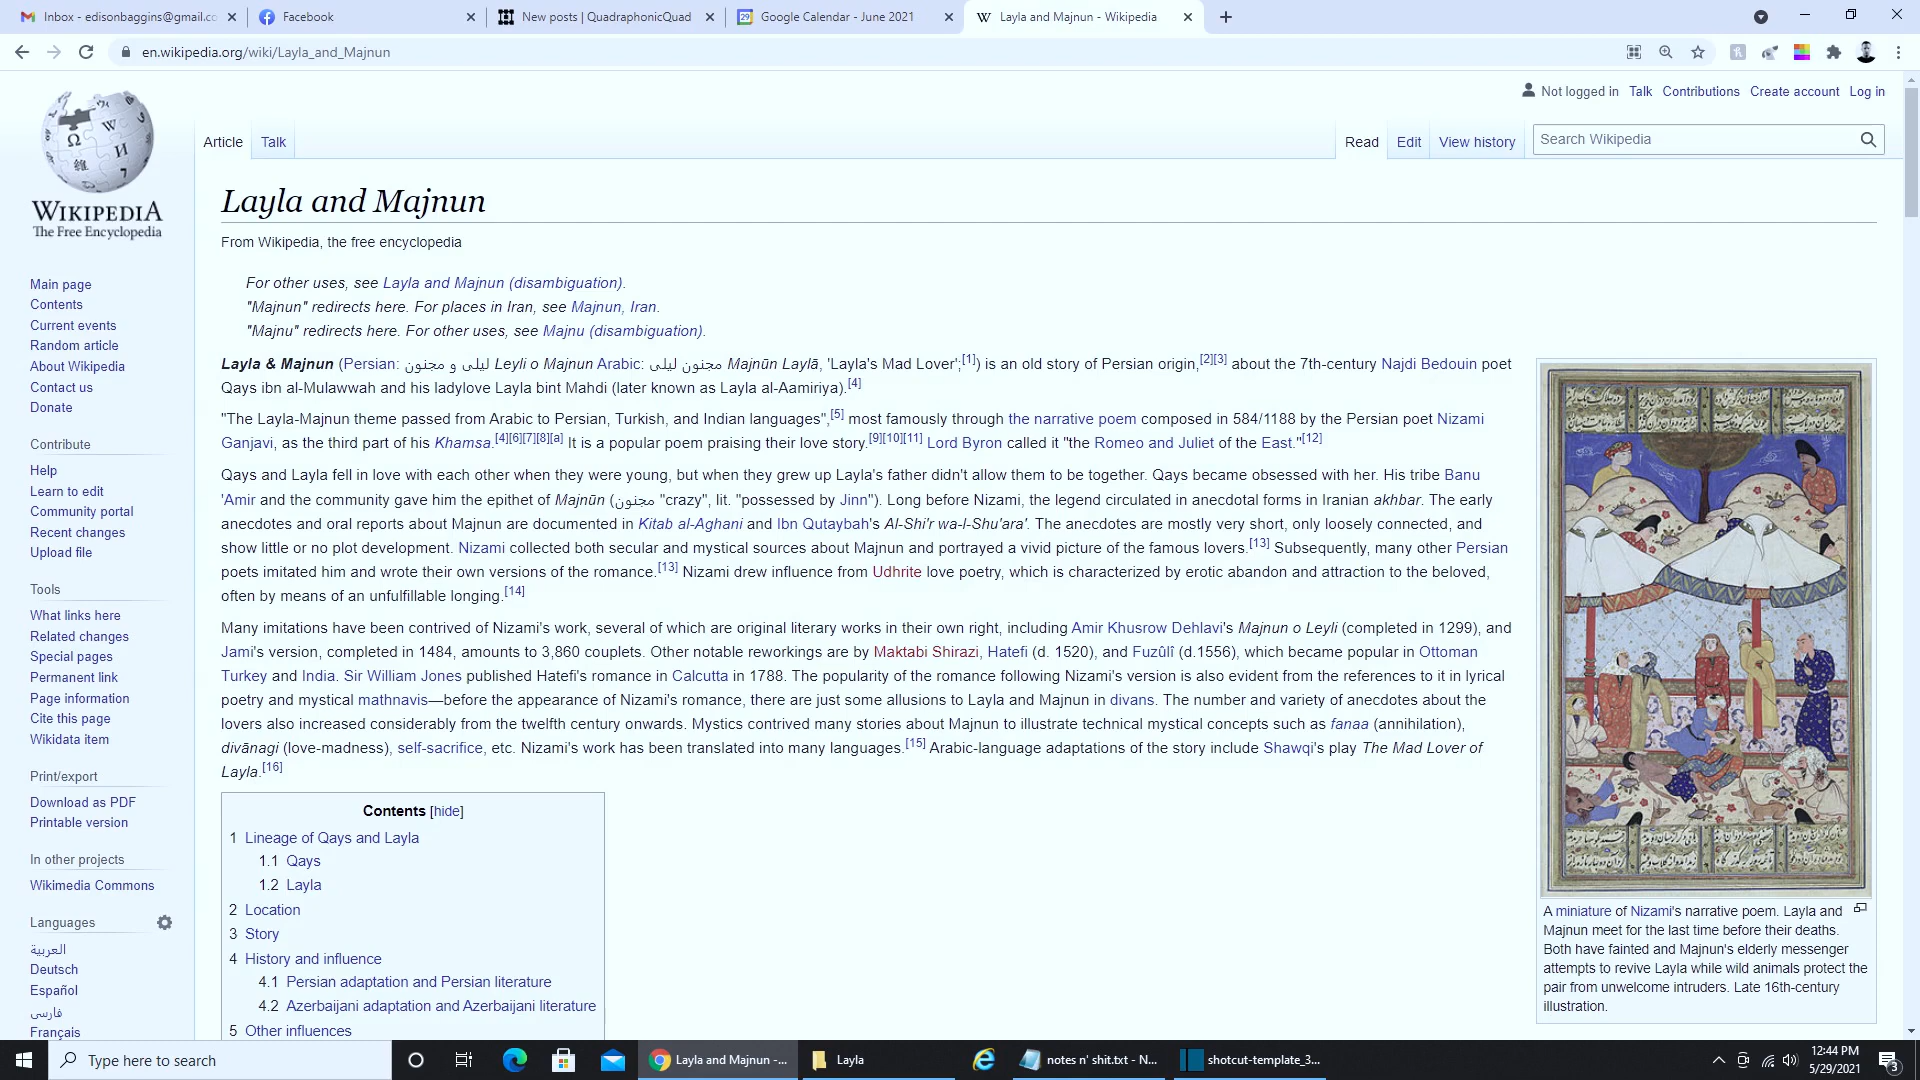 Inbox - edisonbaggins@gmail.co
Facebook
New posts | QuadraphonicQuad
Google Calendar - June 2021
Layla and Majnun - Wikipedia
en.wikipedia.org/wiki/Layla_and_Majnun
Not logged in Talk Contributions Create account Log in
Article Talk Read Edit View history Search Wikipedia
WIKIPEDIA
The Free Encyclopedia
Main page
Contents
Current events
Random article
About Wikipedia
Contact us
Donate
Contribute
Help
Learn to edit
Community portal
Recent changes
Upload file
Tools
What links here
Related changes
Special pages
Permanent link
Page information
Cite this page
Wikidata item
Print/export
Download as PDF
Printable version
In other projects
Wikimedia Commons
Languages
العربية
Deutsch
Español
فارسی
Français
Layla and Majnun
From Wikipedia, the free encyclopedia
For other uses, see Layla and Majnun (disambiguation).
"Majnun" redirects here. For places in Iran, see Majnun, Iran.
"Majnu" redirects here. For other uses, see Majnu (disambiguation).
Layla & Majnun (Persian: لیلی و مجنون Leyli o Majnun Arabic: مجنون لیلی Majnūn Laylā, 'Layla's Mad Lover';[1]) is an old story of Persian origin,[2][3] about the 7th-century Najdi Bedouin poet
Qays ibn al-Mulawwah and his ladylove Layla bint Mahdi (later known as Layla al-Aamiriya).[4]
"The Layla-Majnun theme passed from Arabic to Persian, Turkish, and Indian languages",[5] most famously through the narrative poem composed in 584/1188 by the Persian poet Nizami
Ganjavi, as the third part of his Khamsa.[4][6][7][8][a] It is a popular poem praising their love story.[9][10][11] Lord Byron called it "the Romeo and Juliet of the East."[12]
Qays and Layla fell in love with each other when they were young, but when they grew up Layla's father didn't allow them to be together. Qays became obsessed with her. His tribe Banu
'Amir and the community gave him the epithet of Majnūn (مجنون "crazy", lit. "possessed by Jinn"). Long before Nizami, the legend circulated in anecdotal forms in Iranian akhbar. The early
anecdotes and oral reports about Majnun are documented in Kitab al-Aghani and Ibn Qutaybah's Al-Shi'r wa-l-Shu'ara'. The anecdotes are mostly very short, only loosely connected, and
show little or no plot development. Nizami collected both secular and mystical sources about Majnun and portrayed a vivid picture of the famous lovers.[13] Subsequently, many other Persian
poets imitated him and wrote their own versions of the romance.[13] Nizami drew influence from Udhrite love poetry, which is characterized by erotic abandon and attraction to the beloved,
often by means of an unfulfillable longing.[14]
Many imitations have been contrived of Nizami's work, several of which are original literary works in their own right, including Amir Khusrow Dehlavi's Majnun o Leyli (completed in 1299), and
Jami's version, completed in 1484, amounts to 3,860 couplets. Other notable reworkings are by Maktabi Shirazi, Hatefi (d. 1520), and Fuzûlî (d.1556), which became popular in Ottoman
Turkey and India. Sir William Jones published Hatefi's romance in Calcutta in 1788. The popularity of the romance following Nizami's version is also evident from the references to it in lyrical
poetry and mystical mathnavis—before the appearance of Nizami's romance, there are just some allusions to Layla and Majnun in divans. The number and variety of anecdotes about the
lovers also increased considerably from the twelfth century onwards. Mystics contrived many stories about Majnun to illustrate technical mystical concepts such as fanaa (annihilation),
divānagi (love-madness), self-sacrifice, etc. Nizami's work has been translated into many languages.[15] Arabic-language adaptations of the story include Shawqi's play The Mad Lover of
Layla.[16]
Contents [hide]
1 Lineage of Qays and Layla
1.1 Qays
1.2 Layla
2 Location
3 Story
4 History and influence
4.1 Persian adaptation and Persian literature
4.2 Azerbaijani adaptation and Azerbaijani literature
5 Other influences
A miniature of Nizami's narrative poem. Layla and
Majnun meet for the last time before their deaths.
Both have fainted and Majnun's elderly messenger
attempts to revive Layla while wild animals protect the
pair from unwelcome intruders. Late 16th-century
illustration.
Type here to search
Layla and Majnun -...
Layla
notes n' shit.txt - N...
shotcut-template_3...
12:44 PM
5/29/2021
3